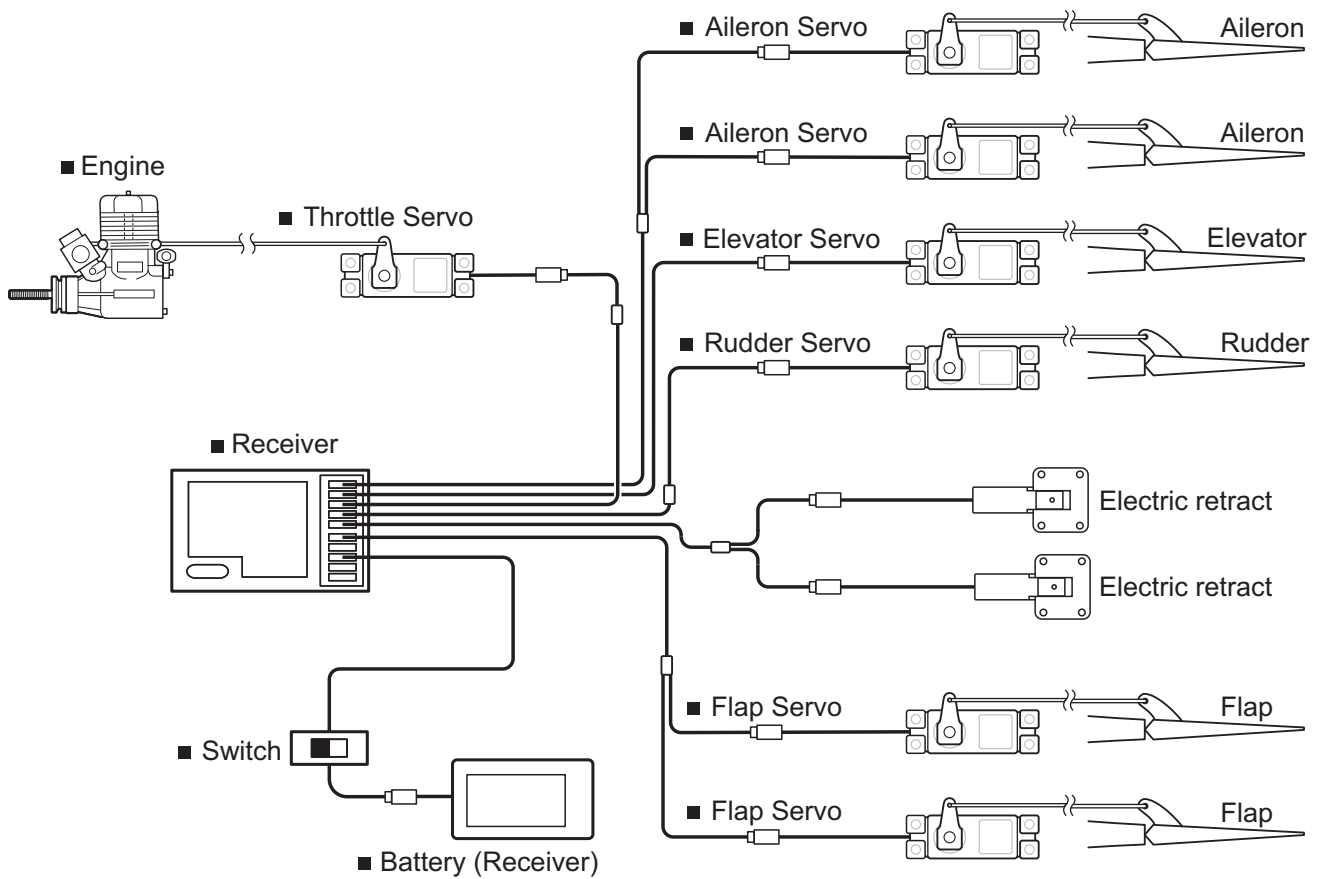 ■ Aileron Servo
Aileron
■ Aileron Servo
Aileron
■ Engine
■ Throttle Servo
■ Elevator Servo
Elevator
■ Rudder Servo
Rudder
■ Receiver
Electric retract
Electric retract
■ Flap Servo
Flap
■ Switch
■ Flap Servo
Flap
■ Battery (Receiver)